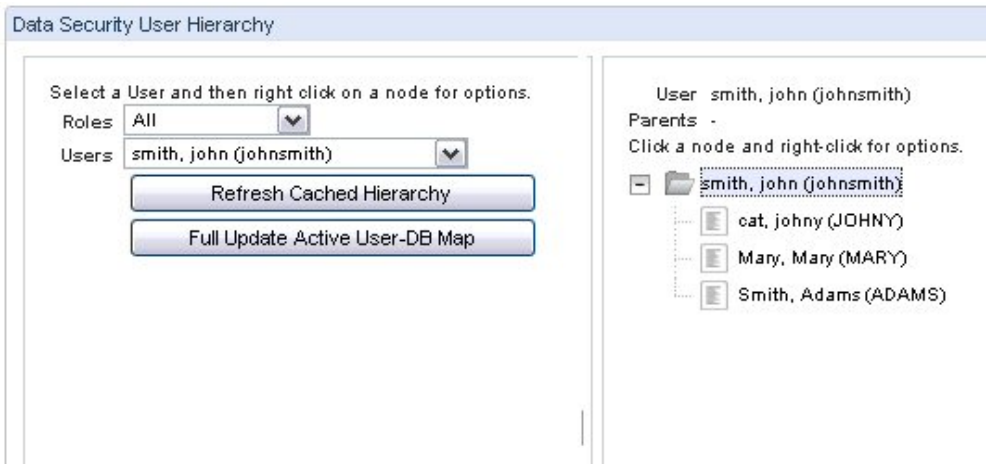 Data Security User Hierarchy
Select a User and then right click on a node for options.
Roles All
Users smith, john (johnsmith)
Refresh Cached Hierarchy
Full Update Active User-DB Map
User smith, john (johnsmith)
Parents -
Click a node and right-click for options.
smith, john (johnsmith)
cat, johny (JOHNY)
Mary, Mary (MARY)
Smith, Adams (ADAMS)